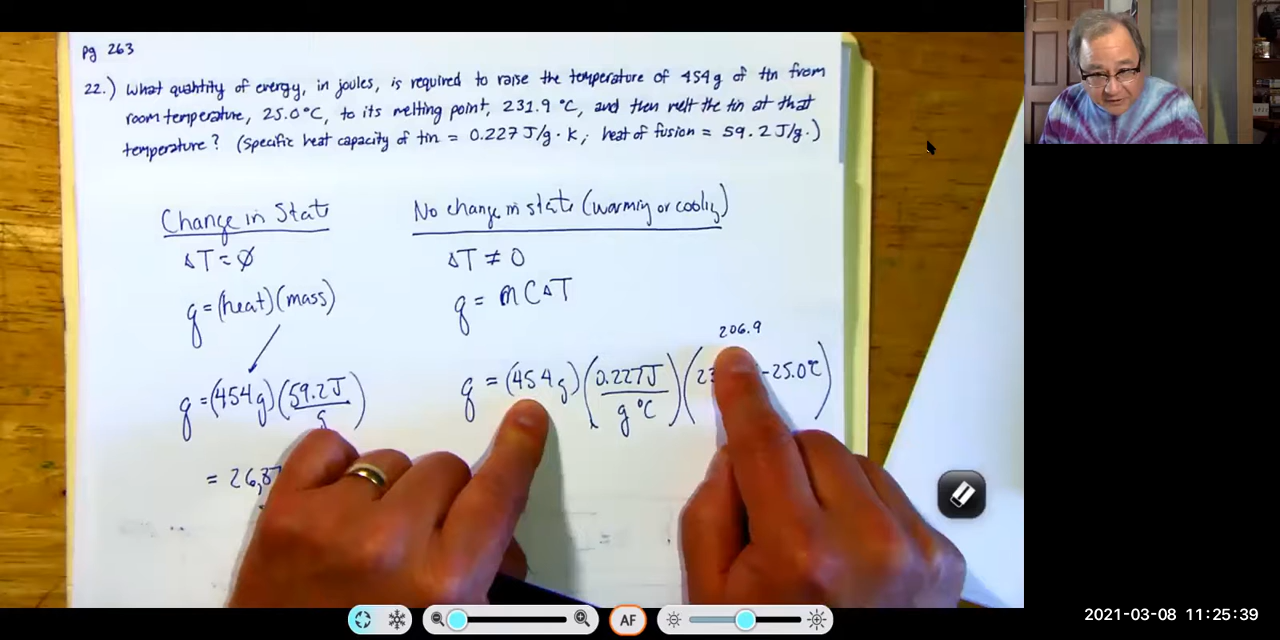 pg 263
22.) What quantity of energy, in joules, is required to raise the temperature of 454 g of tin from
room temperature, 25.0 °C, to its melting point, 231.9 °C, and then melt the tin at that
temperature? (Specific heat capacity of tin = 0.227 J/g · K; heat of fusion = 59.2 J/g.)
Change in State
ΔT = ∅
q = (heat)(mass)
q = (454 g)(59.2 J/g)
= 26,87
No change in state (warming or cooling)
ΔT ≠ 0
q = m C ΔT
206.9
q = (454 g)(0.227 J/g °C)(23 - 25.0 °C)
AF
2021-03-08 11:25:39